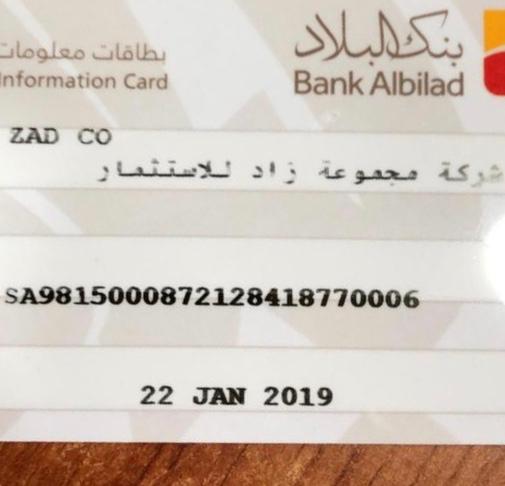 بنك البلاد
Bank Albilad
بطاقات معلومات
Information Card
ZAD CO
شركة مجموعة زاد للاستثمار
SA9815000872128418770006
22 JAN 2019